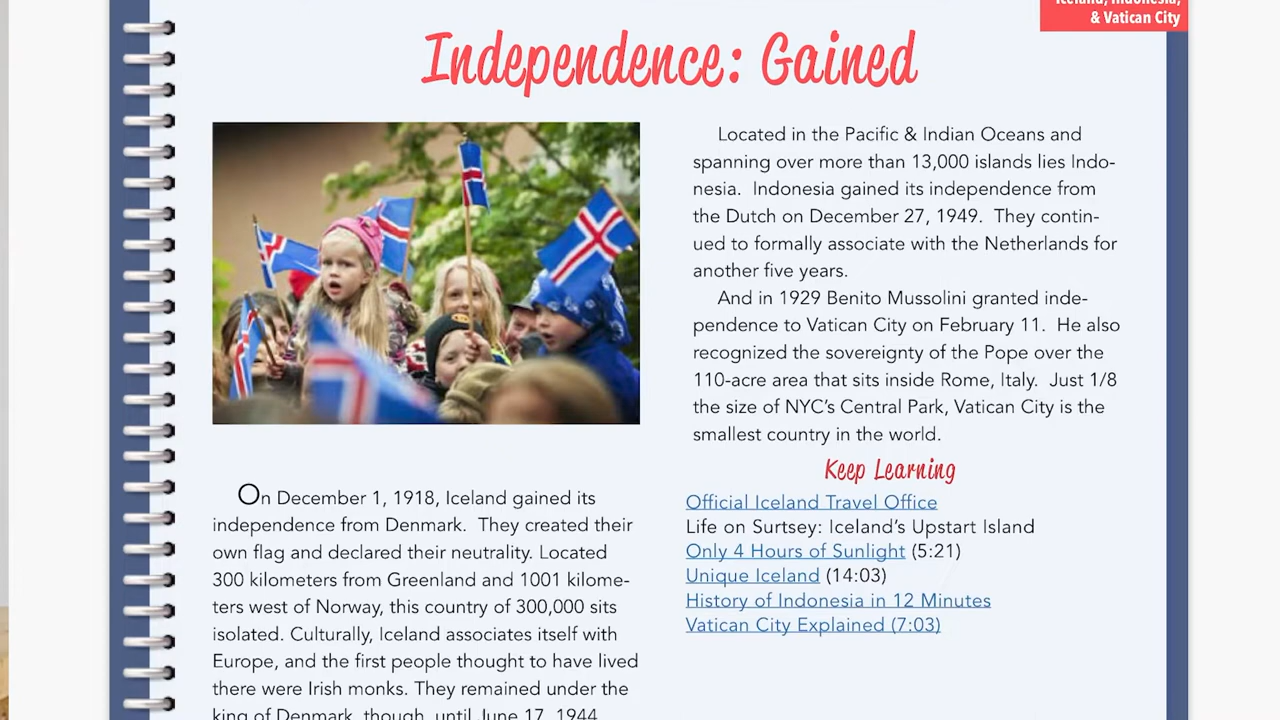 & Vatican City
Independence: Gained
On December 1, 1918, Iceland gained its
independence from Denmark. They created their
own flag and declared their neutrality. Located
300 kilometers from Greenland and 1001 kilome-
ters west of Norway, this country of 300,000 sits
isolated. Culturally, Iceland associates itself with
Europe, and the first people thought to have lived
there were Irish monks. They remained under the
king of Denmark, though, until June 17, 1944.
Located in the Pacific & Indian Oceans and
spanning over more than 13,000 islands lies Indo-
nesia. Indonesia gained its independence from
the Dutch on December 27, 1949. They contin-
ued to formally associate with the Netherlands for
another five years.
And in 1929 Benito Mussolini granted inde-
pendence to Vatican City on February 11. He also
recognized the sovereignty of the Pope over the
110-acre area that sits inside Rome, Italy. Just 1/8
the size of NYC's Central Park, Vatican City is the
smallest country in the world.
Keep Learning
Official Iceland Travel Office
Life on Surtsey: Iceland's Upstart Island
Only 4 Hours of Sunlight (5:21)
Unique Iceland (14:03)
History of Indonesia in 12 Minutes
Vatican City Explained (7:03)